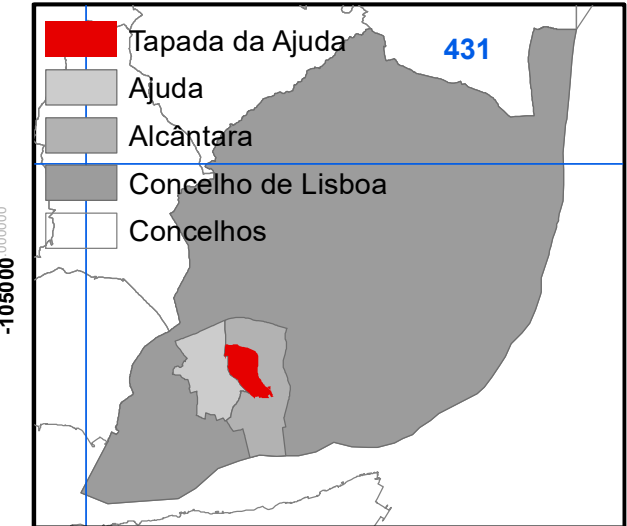 Tapada da Ajuda
431
Ajuda
Alcântara
Concelho de Lisboa
Concelhos
-105000